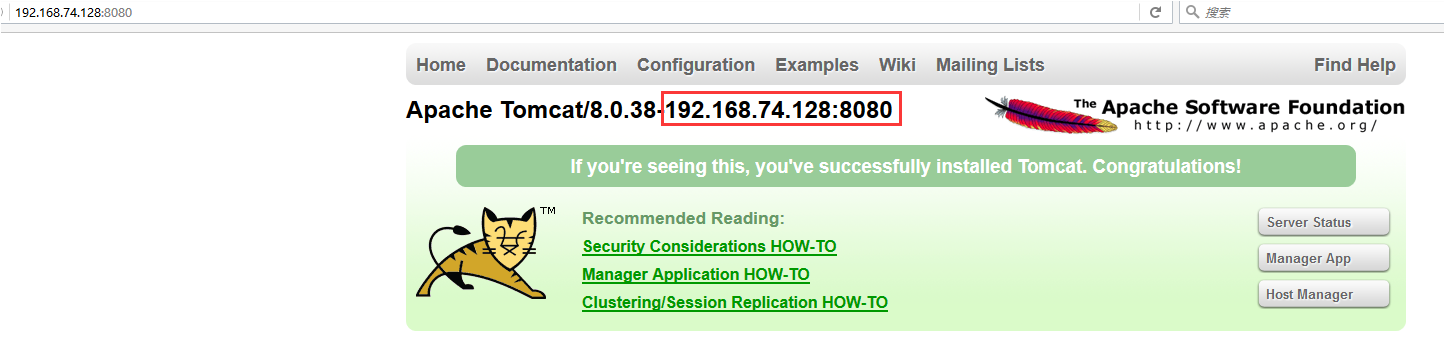 192.168.74.128:8080
搜索
Home Documentation Configuration Examples Wiki Mailing Lists Find Help
Apache Tomcat/8.0.38-192.168.74.128:8080
The Apache Software Foundation
http://www.apache.org/
If you're seeing this, you've successfully installed Tomcat. Congratulations!
TM
Recommended Reading:
Security Considerations HOW-TO
Manager Application HOW-TO
Clustering/Session Replication HOW-TO
Server Status
Manager App
Host Manager